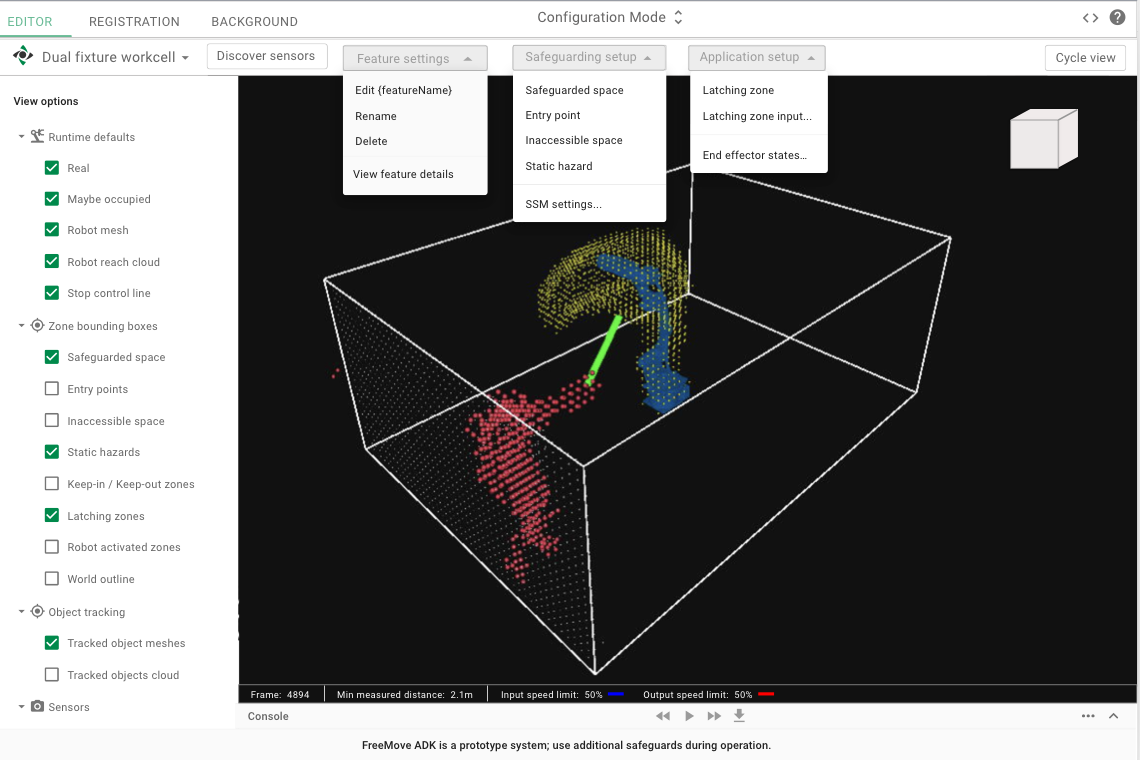 EDITOR REGISTRATION BACKGROUND Configuration Mode <> ?
Dual fixture workcell Discover sensors Feature settings Safeguarding setup Application setup Cycle view
Edit {featureName}
Rename
Delete
View feature details
Safeguarded space
Entry point
Inaccessible space
Static hazard
SSM settings...
Latching zone
Latching zone input...
End effector states...
View options
Runtime defaults
Real
Maybe occupied
Robot mesh
Robot reach cloud
Stop control line
Zone bounding boxes
Safeguarded space
Entry points
Inaccessible space
Static hazards
Keep-in / Keep-out zones
Latching zones
Robot activated zones
World outline
Object tracking
Tracked object meshes
Tracked objects cloud
Sensors
Frame: 4894 Min measured distance: 2.1m Input speed limit: 50% Output speed limit: 50%
Console
FreeMove ADK is a prototype system; use additional safeguards during operation.